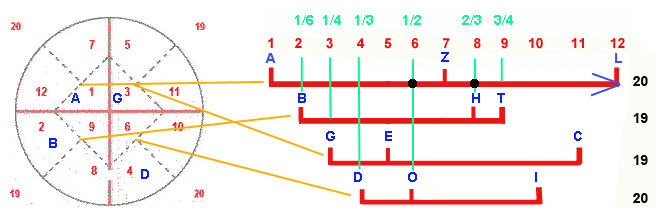 20 19
7 5
12 A 1 G 3 11
2 9 6 10
B
8 4 D
19 20
1/6 1/4 1/3 1/2 2/3 3/4
1 2 3 4 5 6 7 8 9 10 11 12
A Z L
20
B H T
19
G E C
19
D O I
20